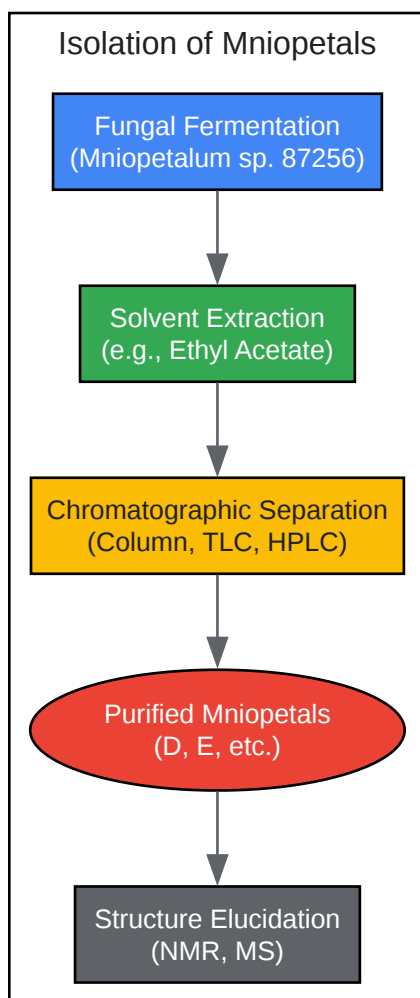 Isolation of Mniopetals
Fungal Fermentation
(Mniopetalum sp. 87256)
Solvent Extraction
(e.g., Ethyl Acetate)
Chromatographic Separation
(Column, TLC, HPLC)
Purified Mniopetals
(D, E, etc.)
Structure Elucidation
(NMR, MS)